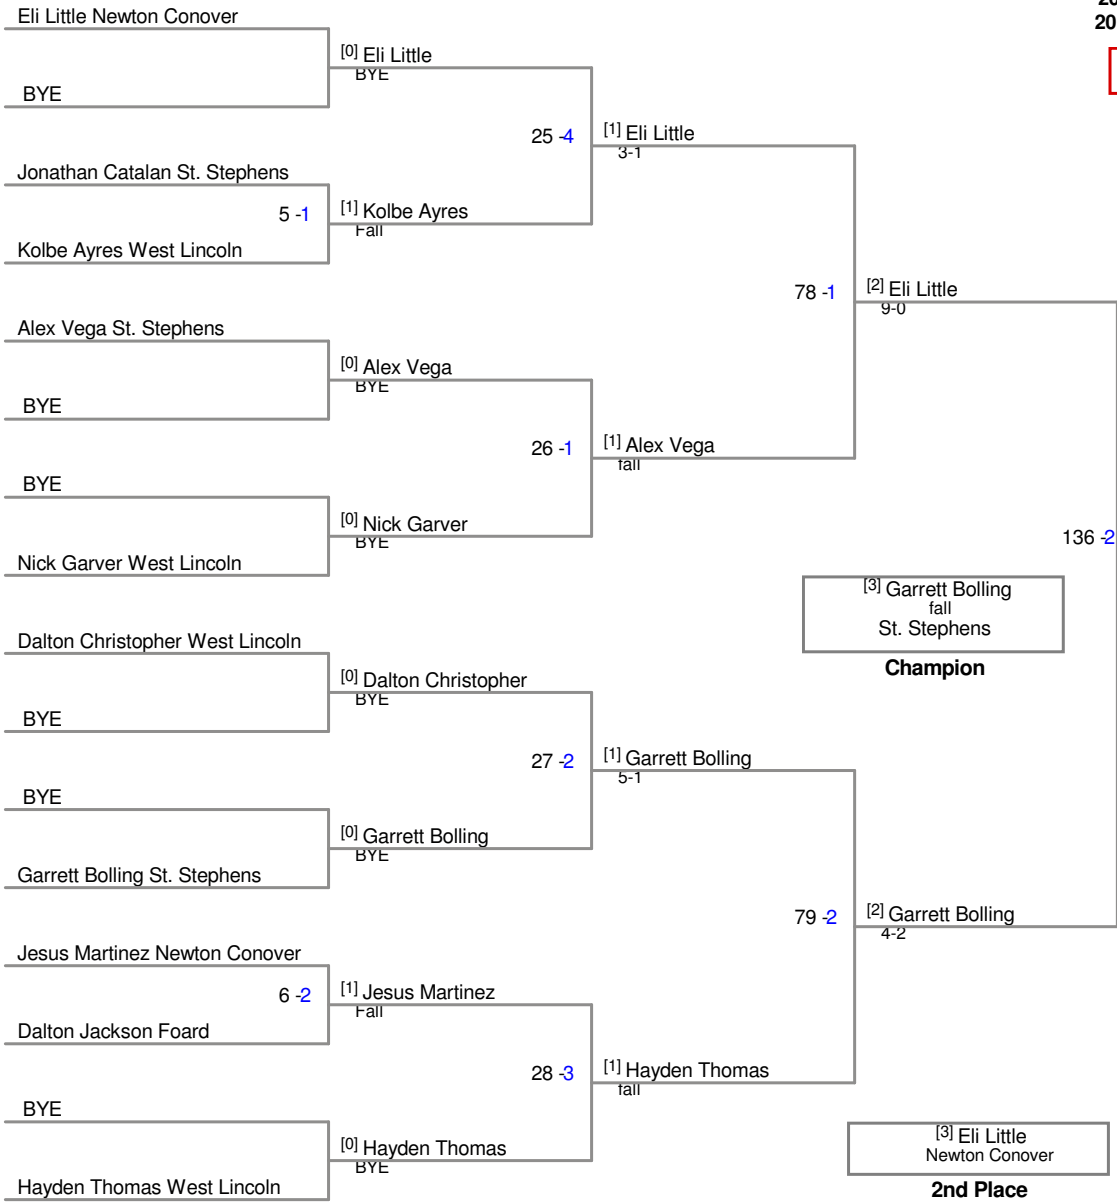 20
20
Eli Little Newton Conover
[0] Eli Little
BYE
BYE
25 -4
[1] Eli Little
3-1
Jonathan Catalan St. Stephens
5 -1
[1] Kolbe Ayres
Fall
Kolbe Ayres West Lincoln
78 -1
[2] Eli Little
9-0
Alex Vega St. Stephens
[0] Alex Vega
BYE
BYE
26 -1
[1] Alex Vega
fall
BYE
[0] Nick Garver
BYE
Nick Garver West Lincoln
136 -2
[3] Garrett Bolling
fall
St. Stephens
Champion
Dalton Christopher West Lincoln
[0] Dalton Christopher
BYE
BYE
27 -2
[1] Garrett Bolling
5-1
BYE
[0] Garrett Bolling
BYE
Garrett Bolling St. Stephens
79 -2
[2] Garrett Bolling
4-2
Jesus Martinez Newton Conover
6 -2
[1] Jesus Martinez
Fall
Dalton Jackson Foard
28 -3
[1] Hayden Thomas
fall
BYE
[0] Hayden Thomas
BYE
Hayden Thomas West Lincoln
[3] Eli Little
Newton Conover
2nd Place